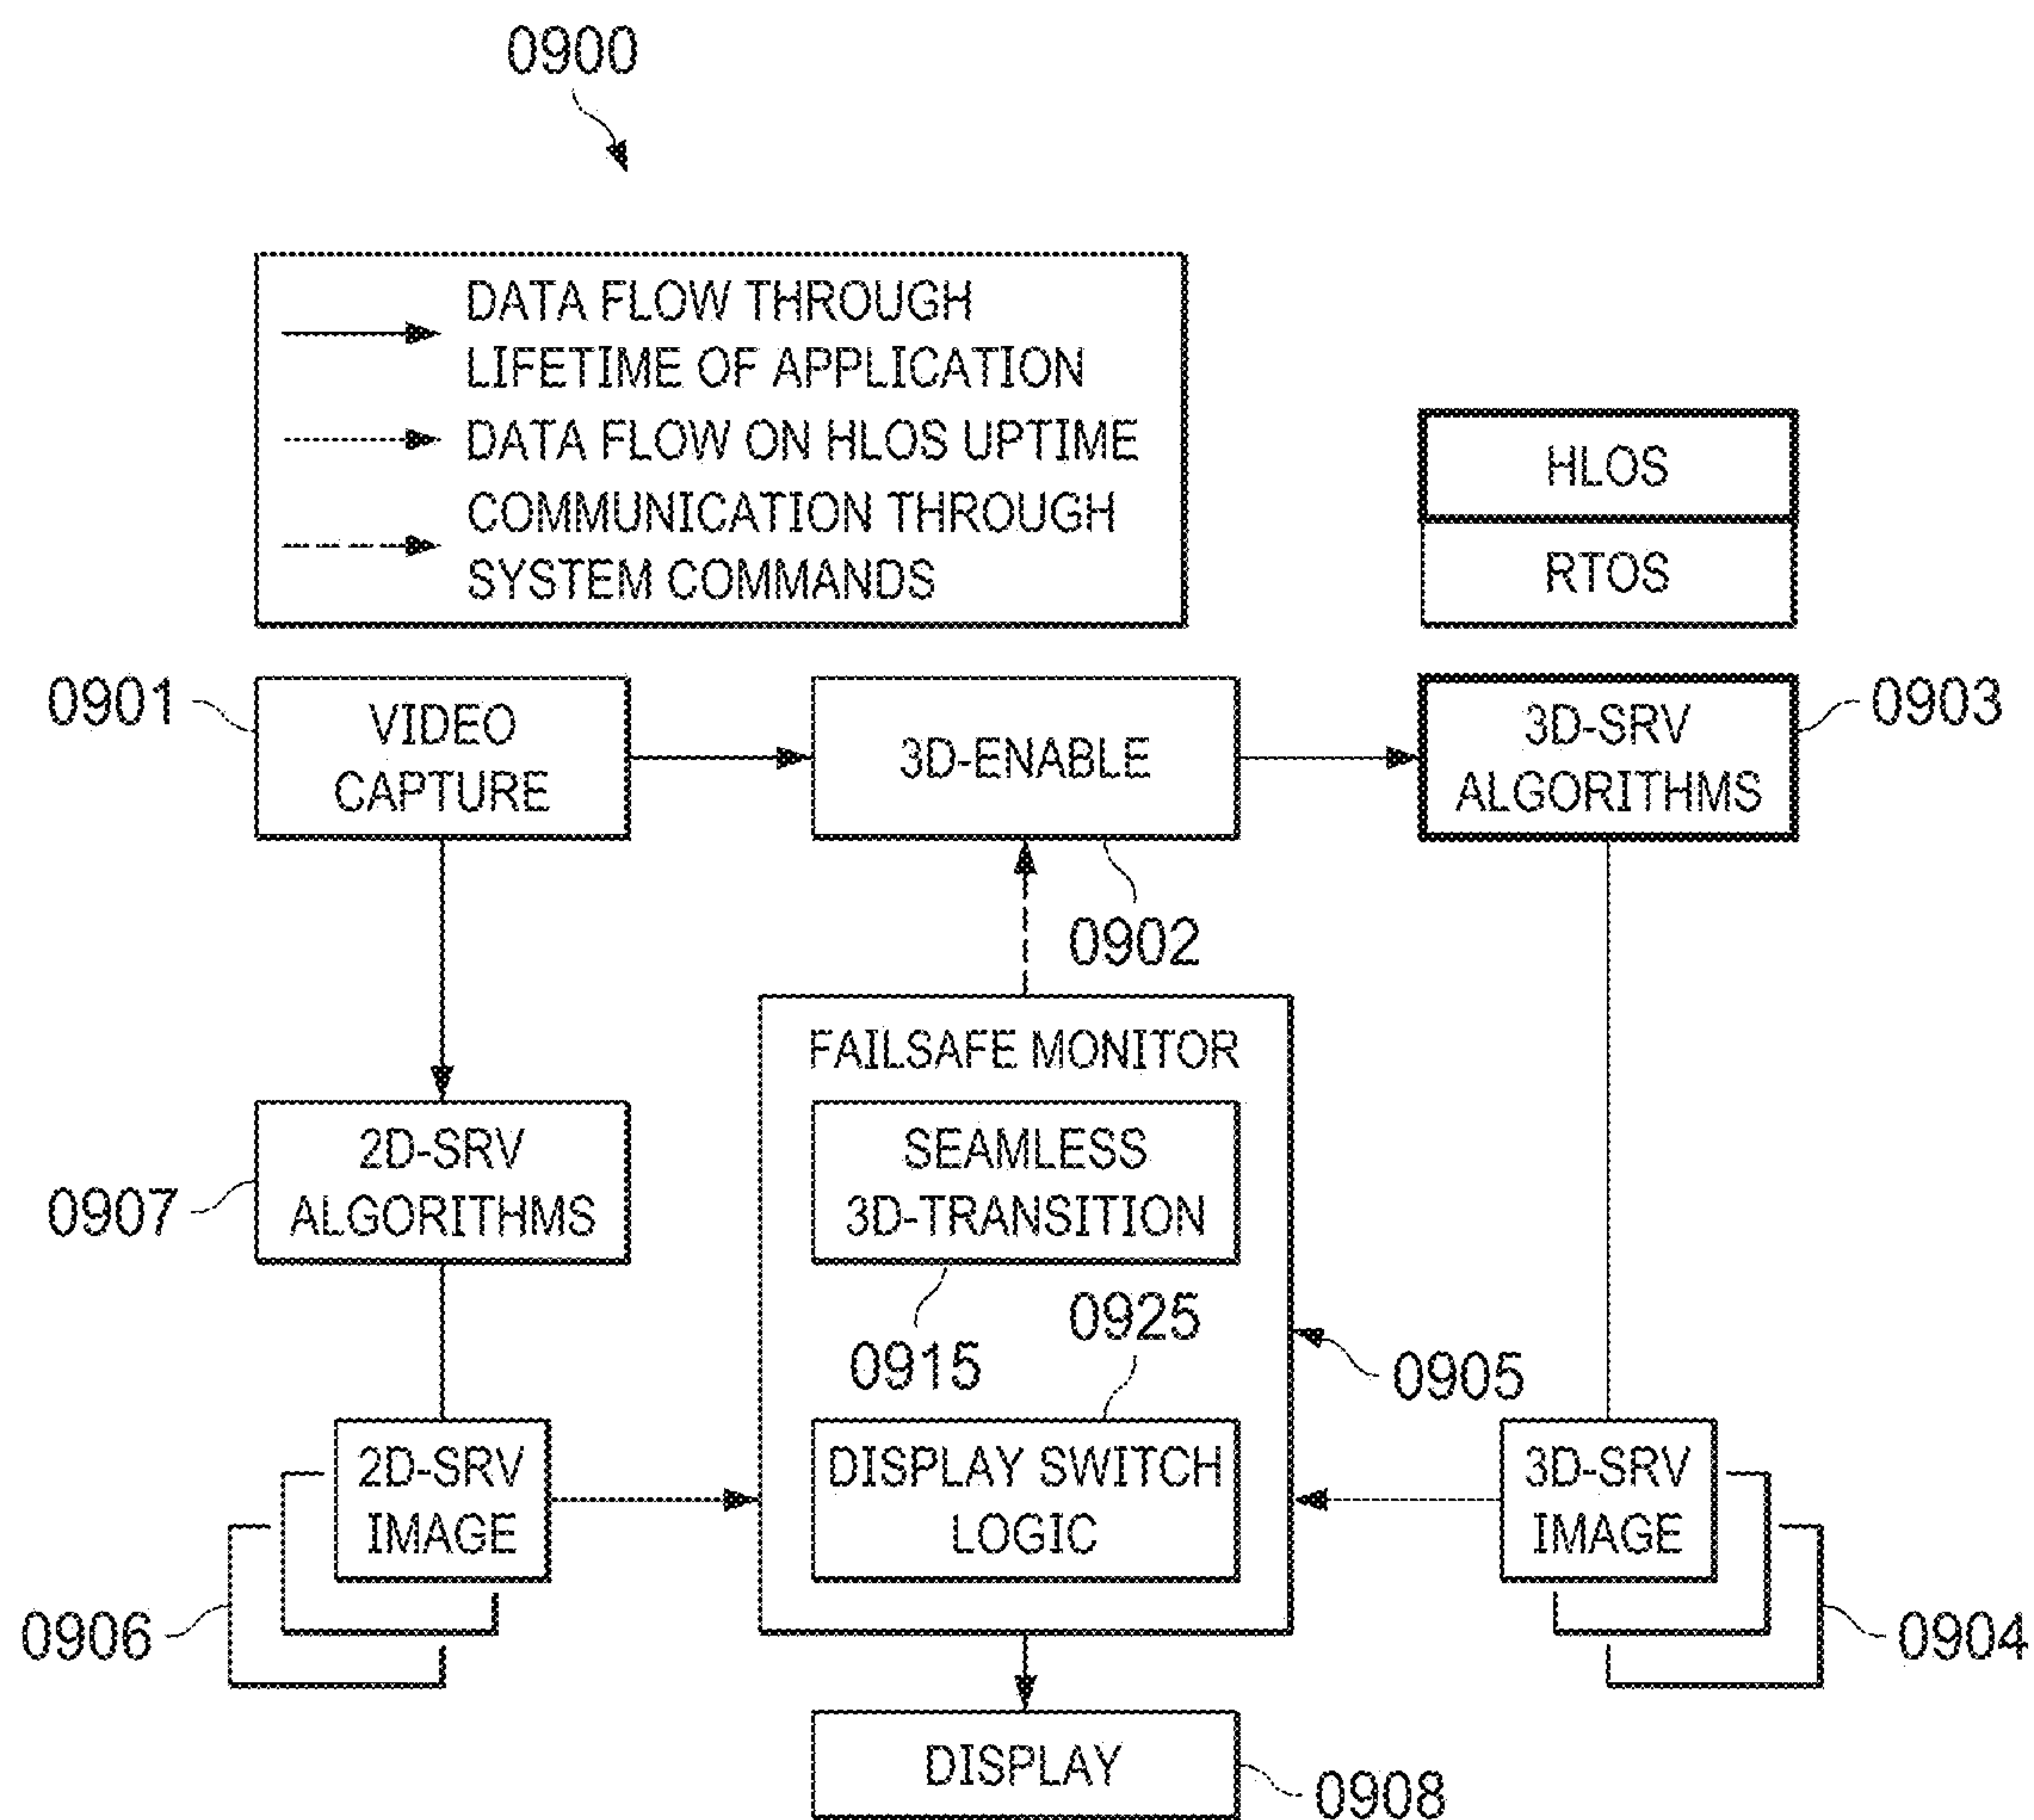 0900
DATA FLOW THROUGH
LIFETIME OF APPLICATION
DATA FLOW ON HLOS UPTIME
COMMUNICATION THROUGH
SYSTEM COMMANDS
HLOS
RTOS
0901
VIDEO
CAPTURE
3D-ENABLE
3D-SRV
ALGORITHMS
0903
0902
FAILSAFE MONITOR
2D-SRV
ALGORITHMS
0907
SEAMLESS
3D-TRANSITION
0915
0925
0905
2D-SRV
IMAGE
DISPLAY SWITCH
LOGIC
3D-SRV
IMAGE
0906
0904
DISPLAY
0908